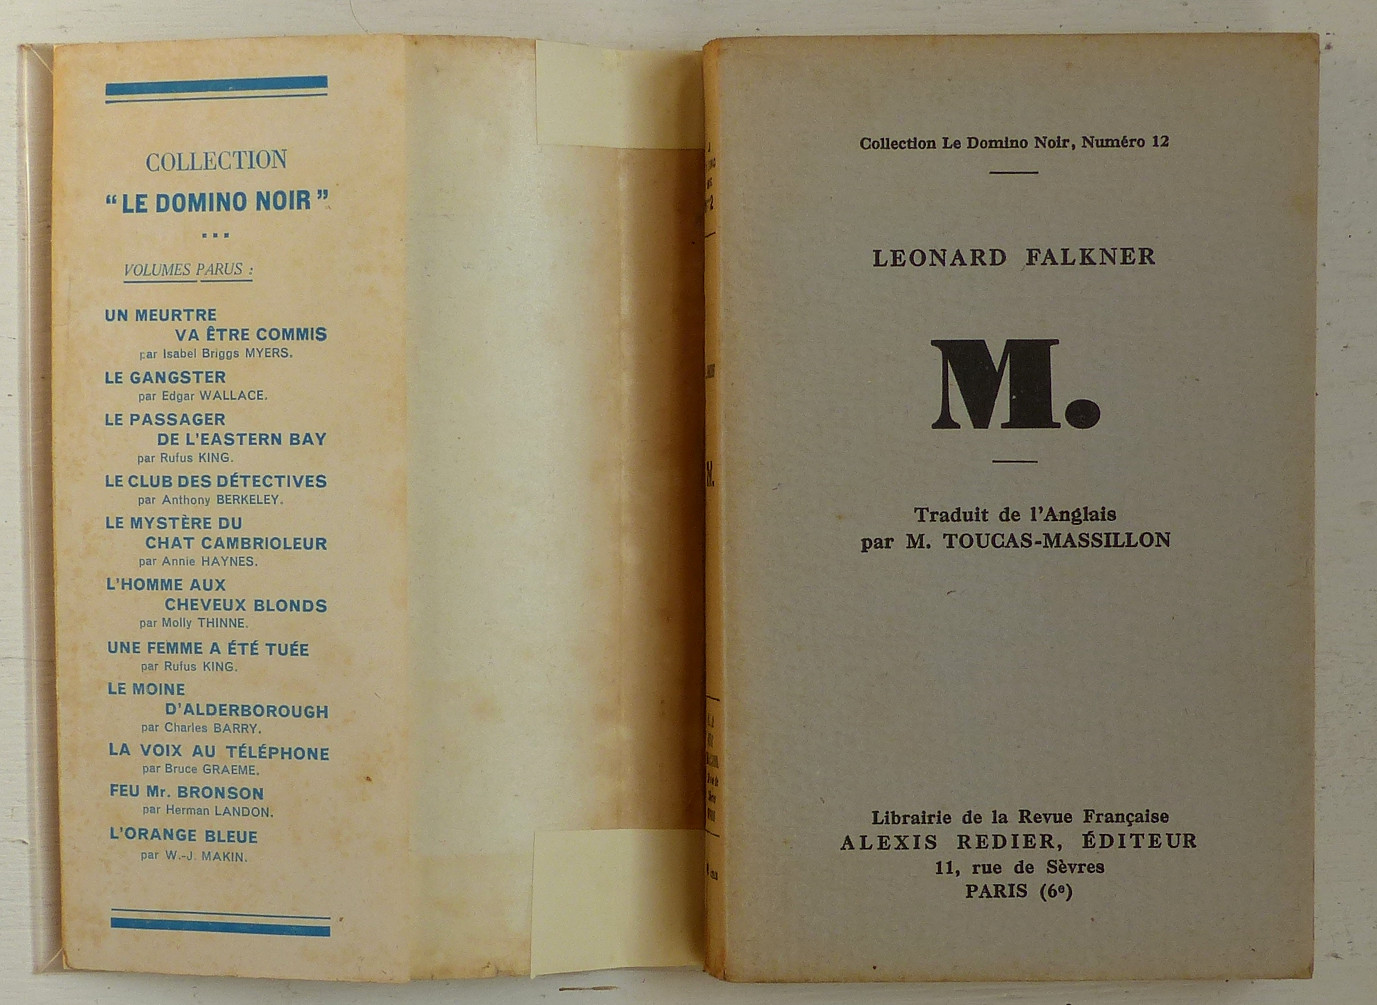 COLLECTION
“LE DOMINO NOIR”
VOLUMES PARUS :
UN MEURTRE
VA ÊTRE COMMIS
par Isabel Briggs MYERS.
LE GANGSTER
par Edgar WALLACE.
LE PASSAGER
DE L'EASTERN BAY
par Rufus KING.
LE CLUB DES DÉTECTIVES
par Anthony BERKELEY.
LE MYSTÈRE DU
CHAT CAMBRIOLEUR
par Annie HAYNES.
L'HOMME AUX
CHEVEUX BLONDS
par Molly THINNE.
UNE FEMME A ÉTÉ TUÉE
par Rufus KING.
LE MOINE
D'ALDERBOROUGH
par Charles BARRY.
LA VOIX AU TÉLÉPHONE
par Bruce GRAEME.
FEU Mr. BRONSON
par Herman LANDON.
L'ORANGE BLEUE
par W.-J. MAKIN.
M.
Collection Le Domino Noir, Numéro 12
LEONARD FALKNER
M.
Traduit de l'Anglais
par M. TOUCAS-MASSILLON
Librairie de la Revue Française
ALEXIS REDIER, ÉDITEUR
11, rue de Sèvres
PARIS (6e)